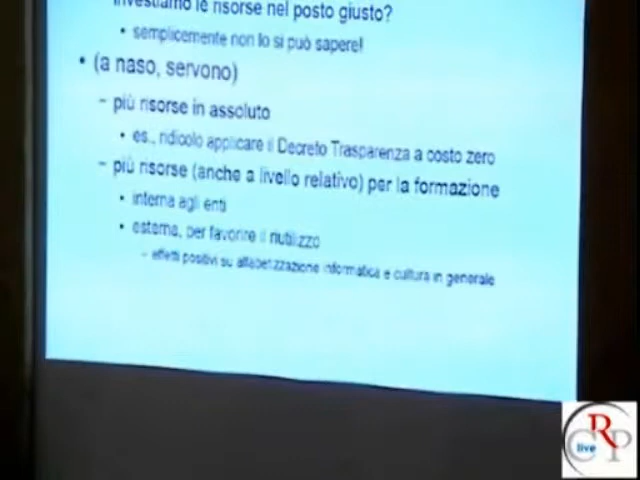 investiamo le risorse nel posto giusto?
• semplicemente non lo si può sapere!
• (a naso, servono)
– più risorse in assoluto
• es., ridicolo applicare il Decreto Trasparenza a costo zero
– più risorse (anche a livello relativo) per la formazione
• interna agli enti
• esterna, per favorire il riutilizzo
– effetti positivi su alfabetizzazione informatica e cultura in generale
CRP
live